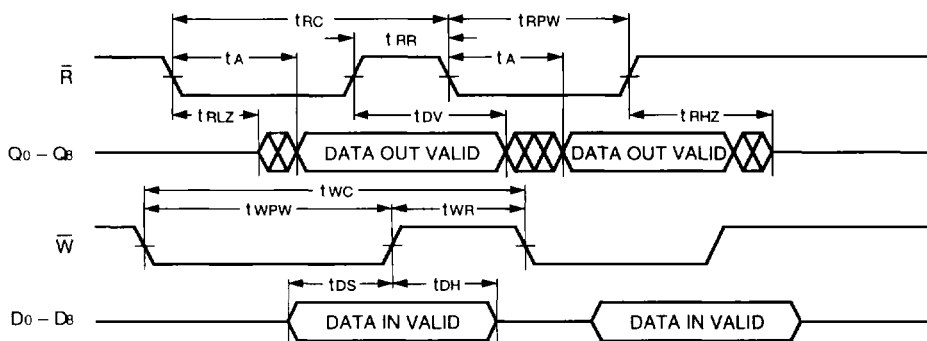 tRC tRPW
tRR
tA tA
R̅
tRLZ tDV tRHZ
Q0 – Q8 DATA OUT VALID DATA OUT VALID
tWC
tWPW tWR
W̅
tDS tDH
D0 – D8 DATA IN VALID DATA IN VALID